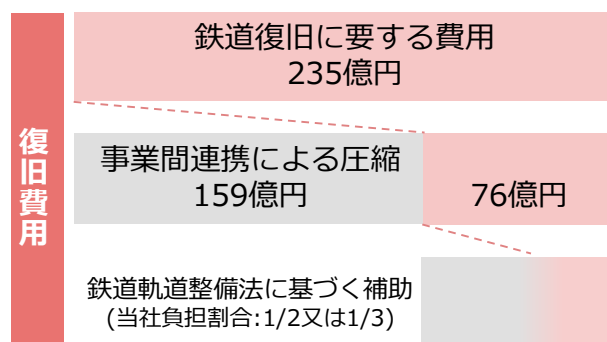 復旧費用
鉄道復旧に要する費用
235億円
事業間連携による圧縮
159億円
76億円
鉄道軌道整備法に基づく補助
(当社負担割合:1/2又は1/3)